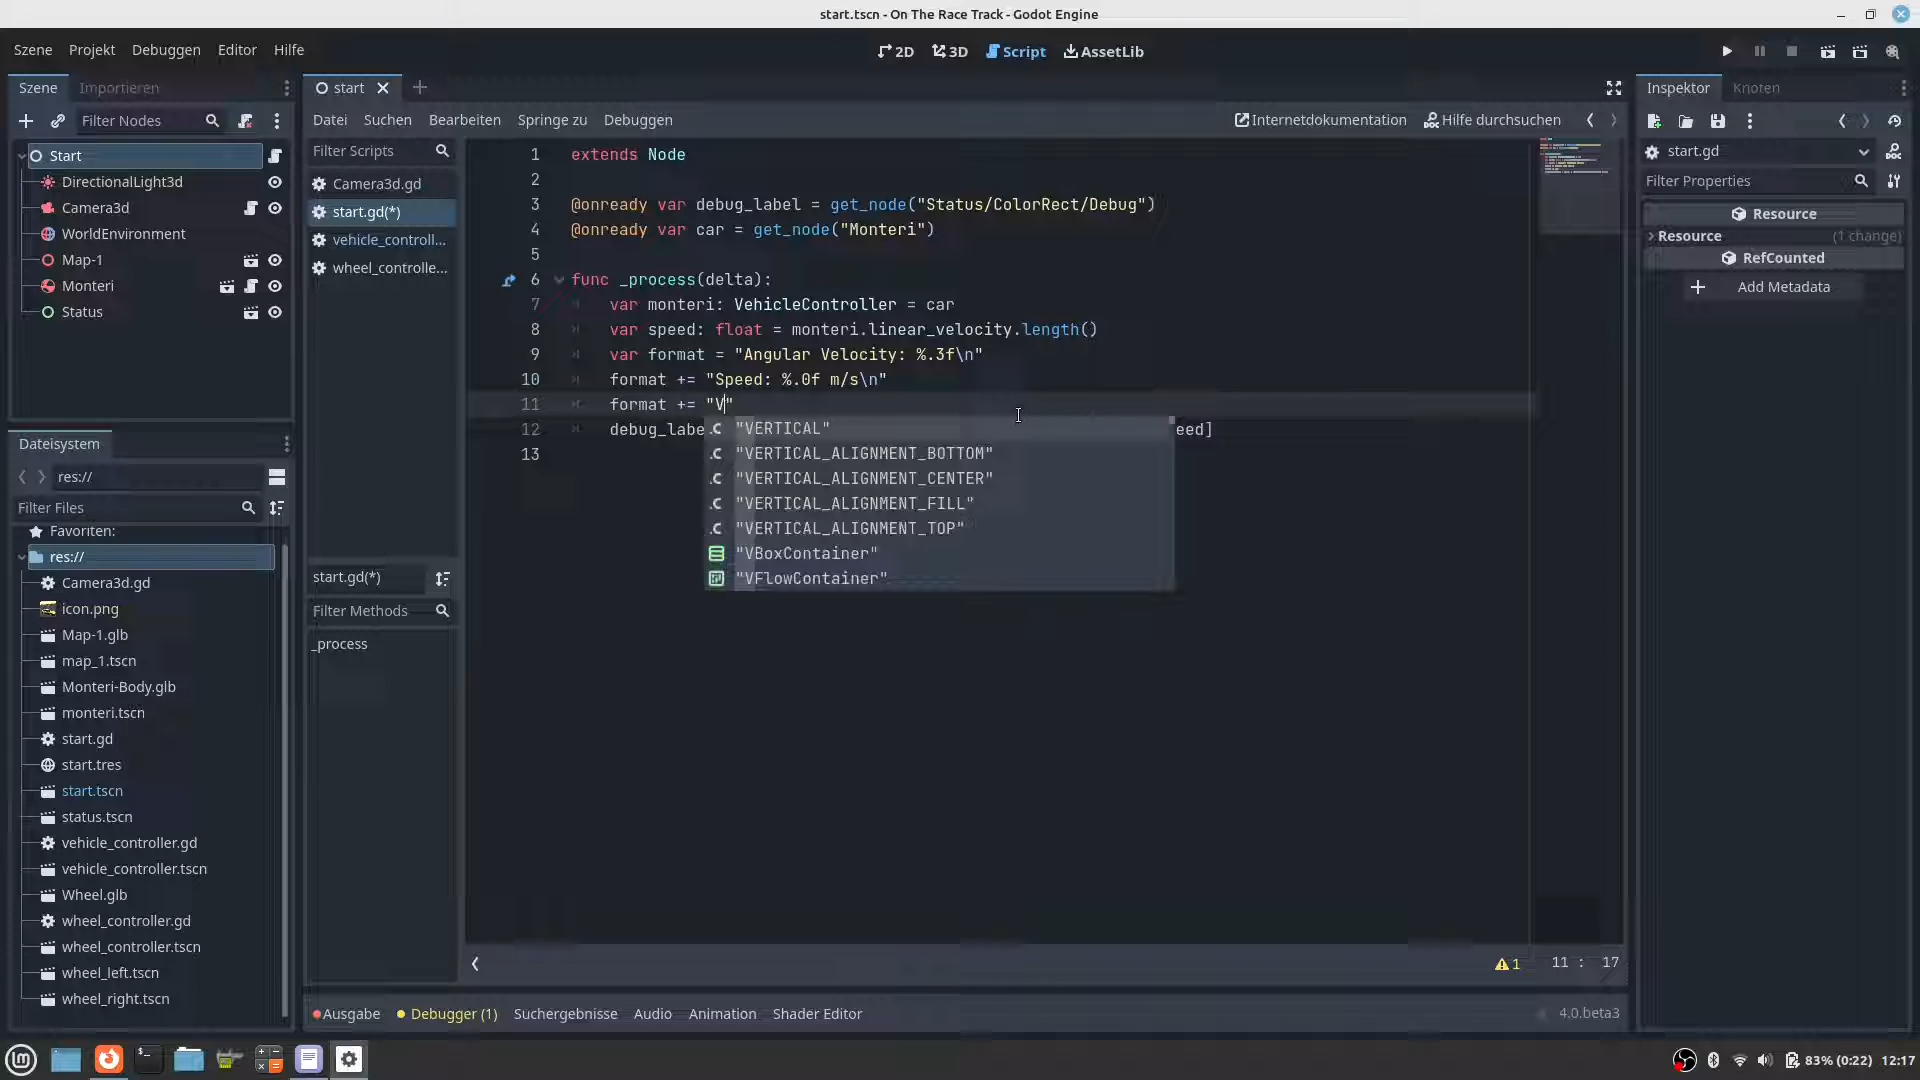 start.tscn - On The Race Track - Godot Engine
Szene Projekt Debuggen Editor Hilfe
2D 3D Script AssetLib
Szene Importieren
Filter Nodes
Start
DirectionalLight3d
Camera3d
WorldEnvironment
Map-1
Monteri
Status
Dateisystem
res://
Filter Files
Favoriten:
res://
Camera3d.gd
icon.png
Map-1.glb
map_1.tscn
Monteri-Body.glb
monteri.tscn
start.gd
start.tres
start.tscn
status.tscn
vehicle_controller.gd
vehicle_controller.tscn
Wheel.glb
wheel_controller.gd
wheel_controller.tscn
wheel_left.tscn
wheel_right.tscn
start
Datei Suchen Bearbeiten Springe zu Debuggen
Internetdokumentation Hilfe durchsuchen
Filter Scripts
Camera3d.gd
start.gd(*)
vehicle_controll...
wheel_controlle...
start.gd(*)
Filter Methods
_process
1 extends Node
2
3 @onready var debug_label = get_node("Status/ColorRect/Debug")
4 @onready var car = get_node("Monteri")
5
6 func _process(delta):
7 var monteri: VehicleController = car
8 var speed: float = monteri.linear_velocity.length()
9 var format = "Angular Velocity: %.3f\n"
10 format += "Speed: %.0f m/s\n"
11 format += "V"
12 debug_labe eed]
13
.C "VERTICAL"
.C "VERTICAL_ALIGNMENT_BOTTOM"
.C "VERTICAL_ALIGNMENT_CENTER"
.C "VERTICAL_ALIGNMENT_FILL"
.C "VERTICAL_ALIGNMENT_TOP"
"VBoxContainer"
"VFlowContainer"
1 11 : 17
Ausgabe Debugger (1) Suchergebnisse Audio Animation Shader Editor
4.0.beta3
Inspektor Knoten
start.gd
Filter Properties
Resource
Resource (1 change)
RefCounted
Add Metadata
83% (0:22) 12:17